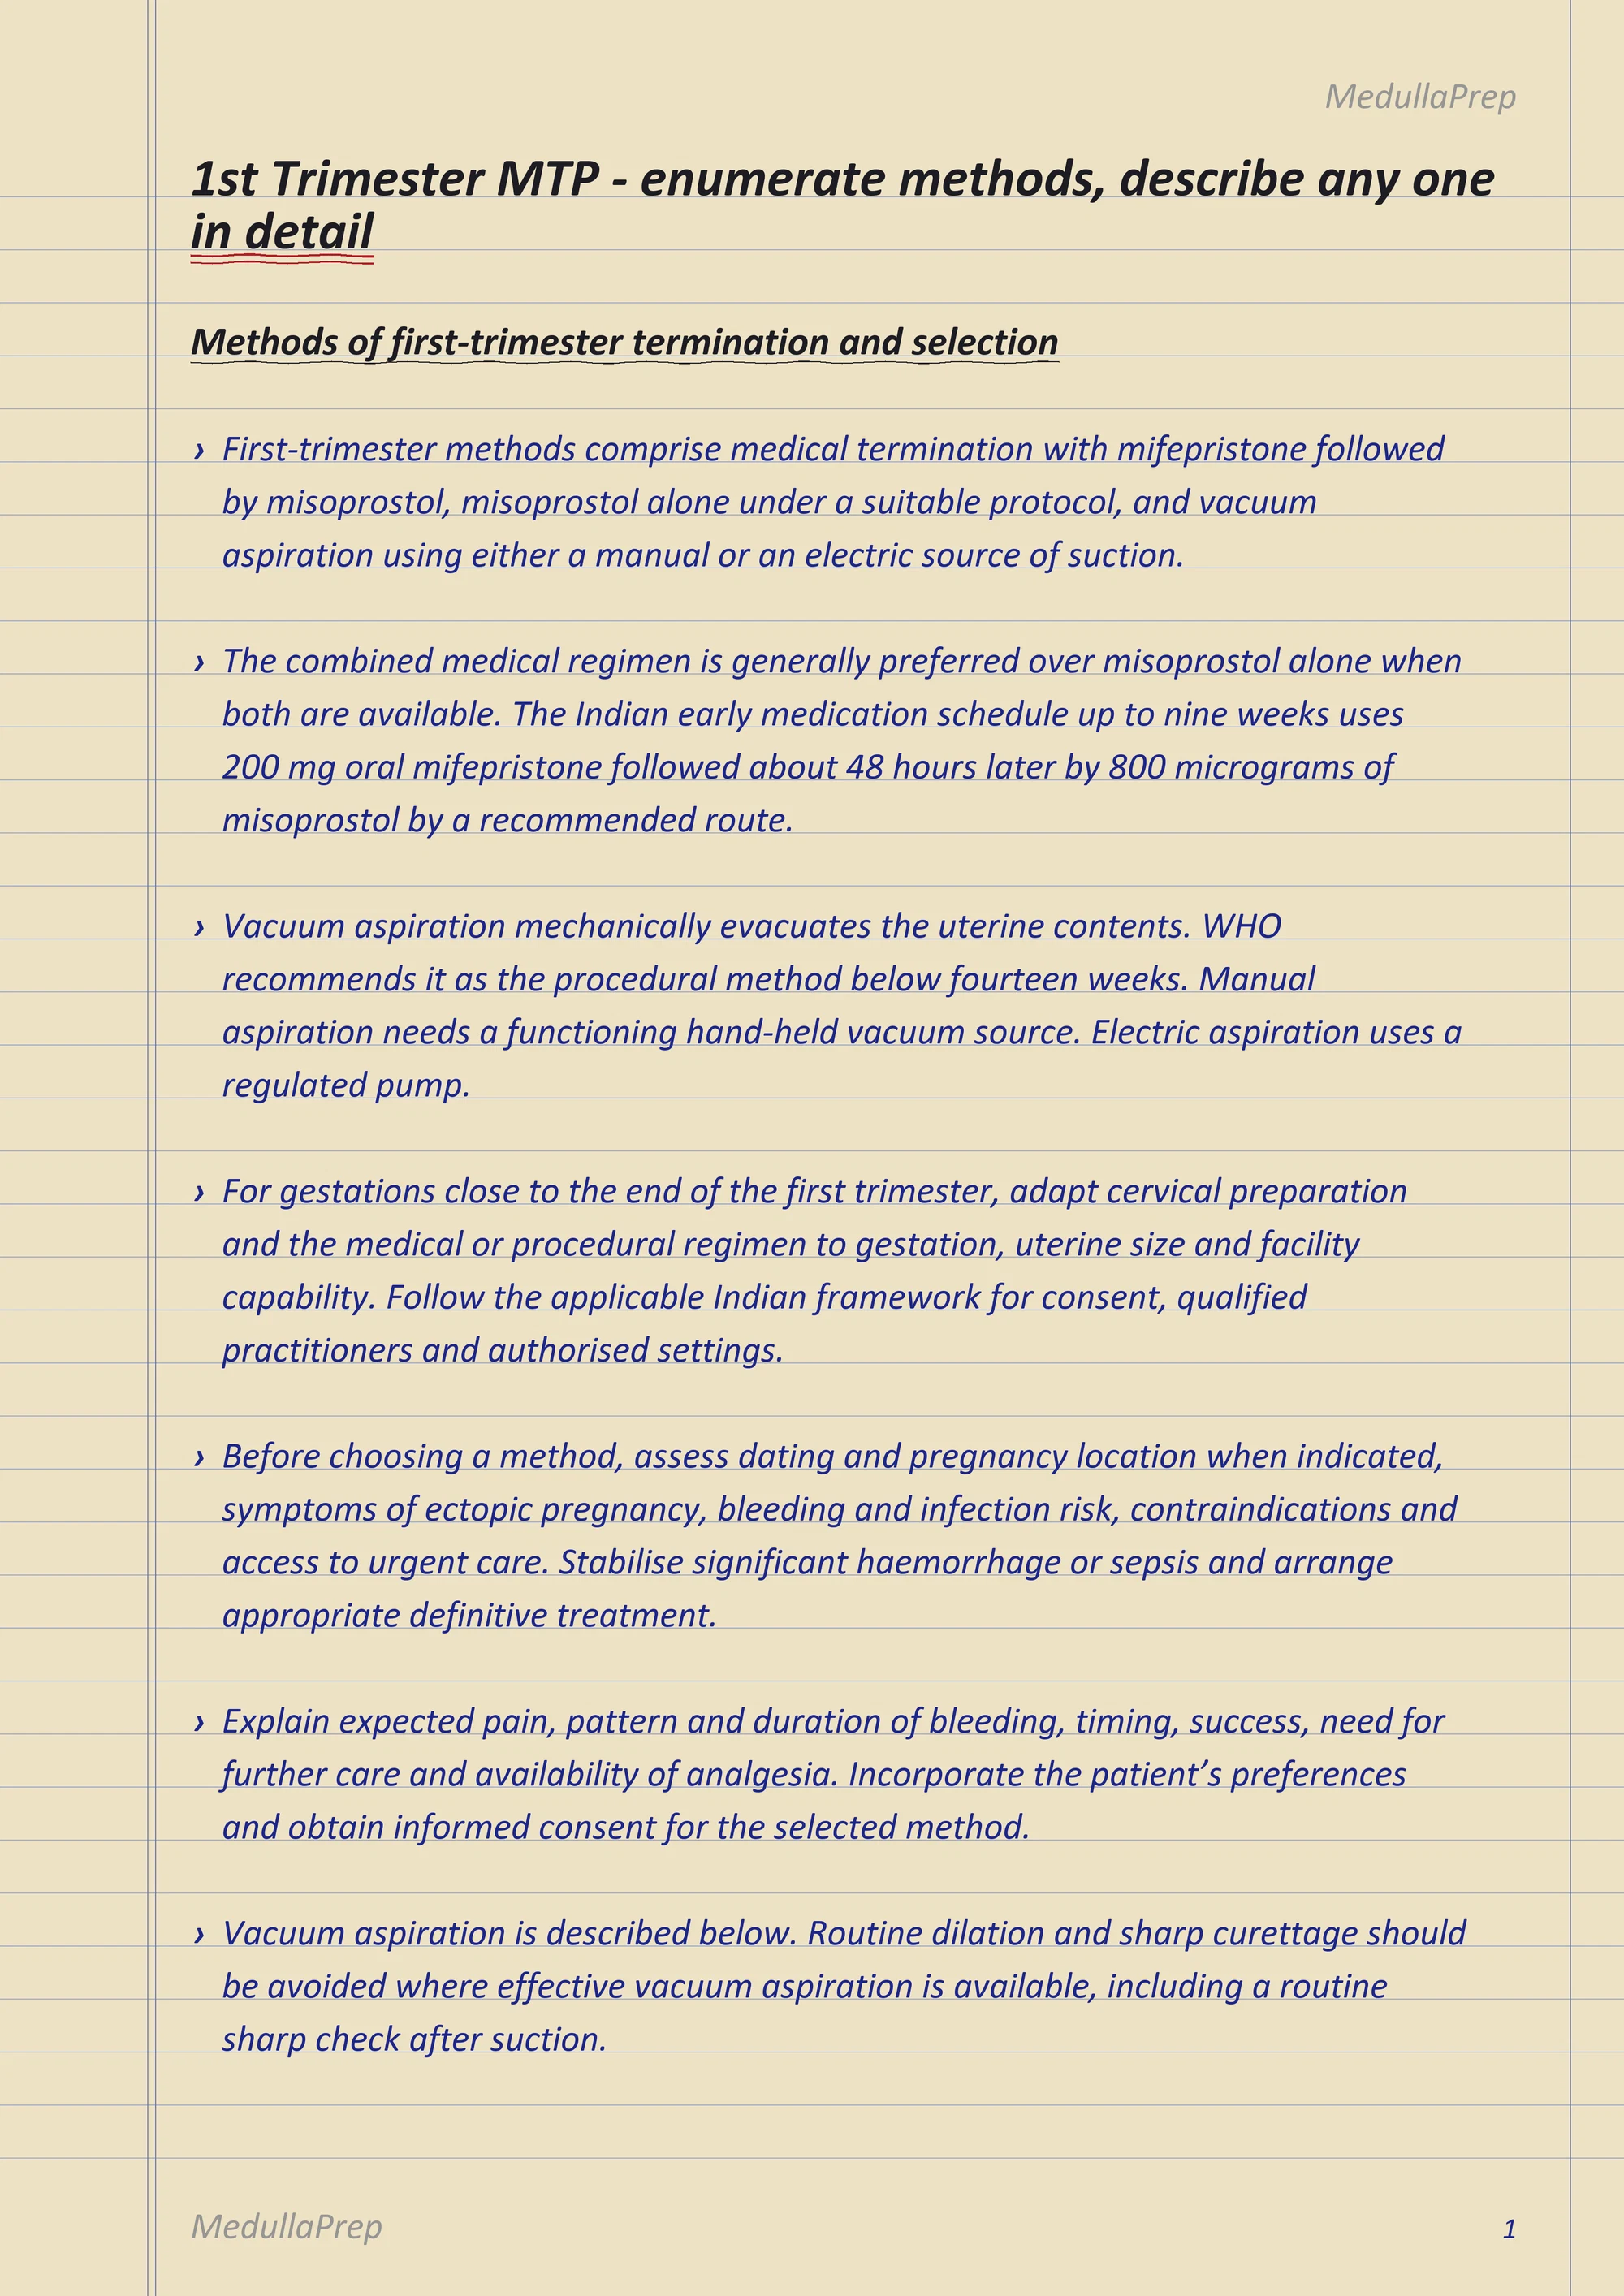 MedullaPrep
1st Trimester MTP - enumerate methods, describe any one
in detail
Methods of first-trimester termination and selection
› First-trimester methods comprise medical termination with mifepristone followed
by misoprostol, misoprostol alone under a suitable protocol, and vacuum
aspiration using either a manual or an electric source of suction.
› The combined medical regimen is generally preferred over misoprostol alone when
both are available. The Indian early medication schedule up to nine weeks uses
200 mg oral mifepristone followed about 48 hours later by 800 micrograms of
misoprostol by a recommended route.
› Vacuum aspiration mechanically evacuates the uterine contents. WHO
recommends it as the procedural method below fourteen weeks. Manual
aspiration needs a functioning hand-held vacuum source. Electric aspiration uses a
regulated pump.
› For gestations close to the end of the first trimester, adapt cervical preparation
and the medical or procedural regimen to gestation, uterine size and facility
capability. Follow the applicable Indian framework for consent, qualified
practitioners and authorised settings.
› Before choosing a method, assess dating and pregnancy location when indicated,
symptoms of ectopic pregnancy, bleeding and infection risk, contraindications and
access to urgent care. Stabilise significant haemorrhage or sepsis and arrange
appropriate definitive treatment.
› Explain expected pain, pattern and duration of bleeding, timing, success, need for
further care and availability of analgesia. Incorporate the patient’s preferences
and obtain informed consent for the selected method.
› Vacuum aspiration is described below. Routine dilation and sharp curettage should
be avoided where effective vacuum aspiration is available, including a routine
sharp check after suction.
MedullaPrep
1